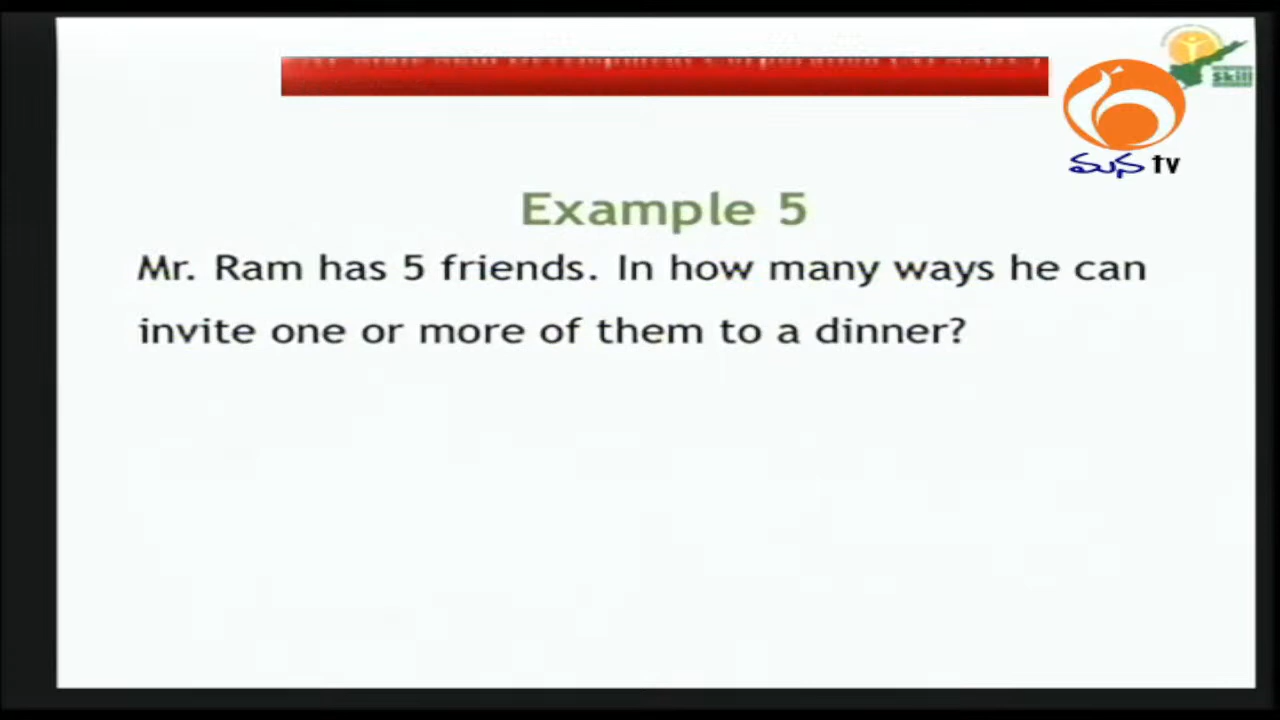 Skill
మన tv
Example 5
Mr. Ram has 5 friends. In how many ways he can
invite one or more of them to a dinner?